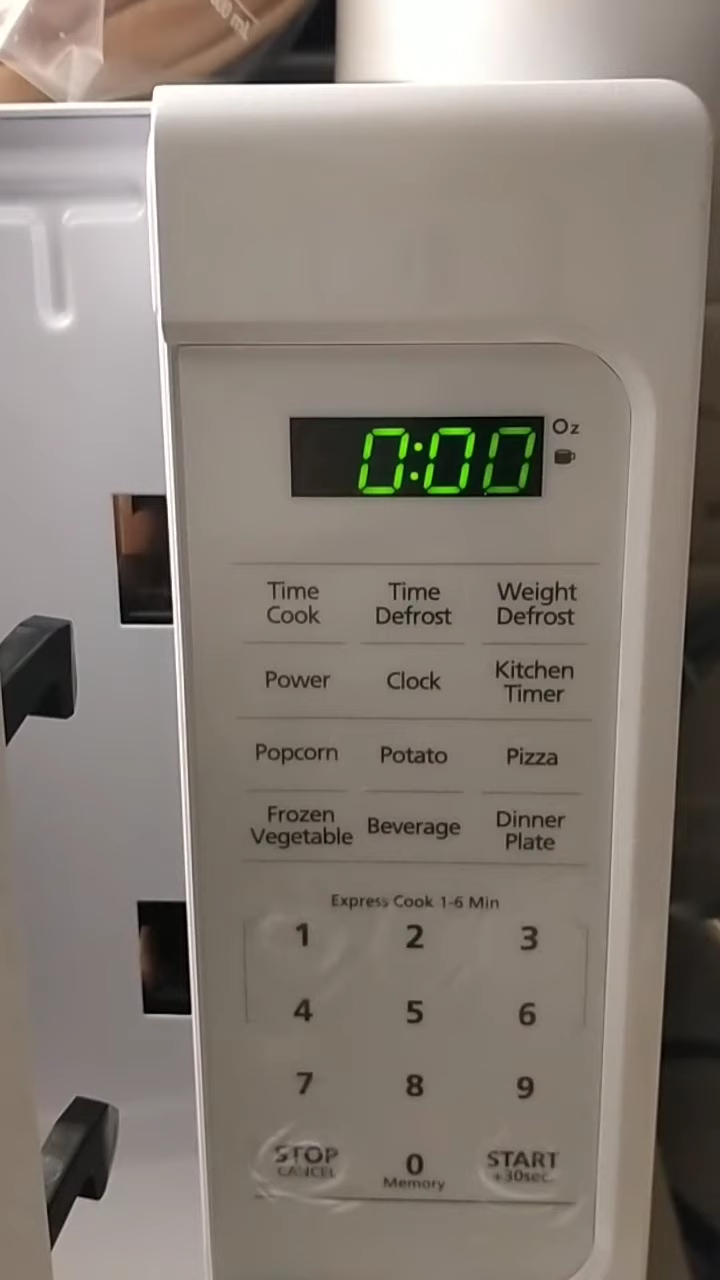 0:00
Oz
Time Cook
Time Defrost
Weight Defrost
Power
Clock
Kitchen Timer
Popcorn
Potato
Pizza
Frozen Vegetable
Beverage
Dinner Plate
Express Cook 1-6 Min
1 2 3
4 5 6
7 8 9
STOP
CANCEL
0
Memory
START
+30sec